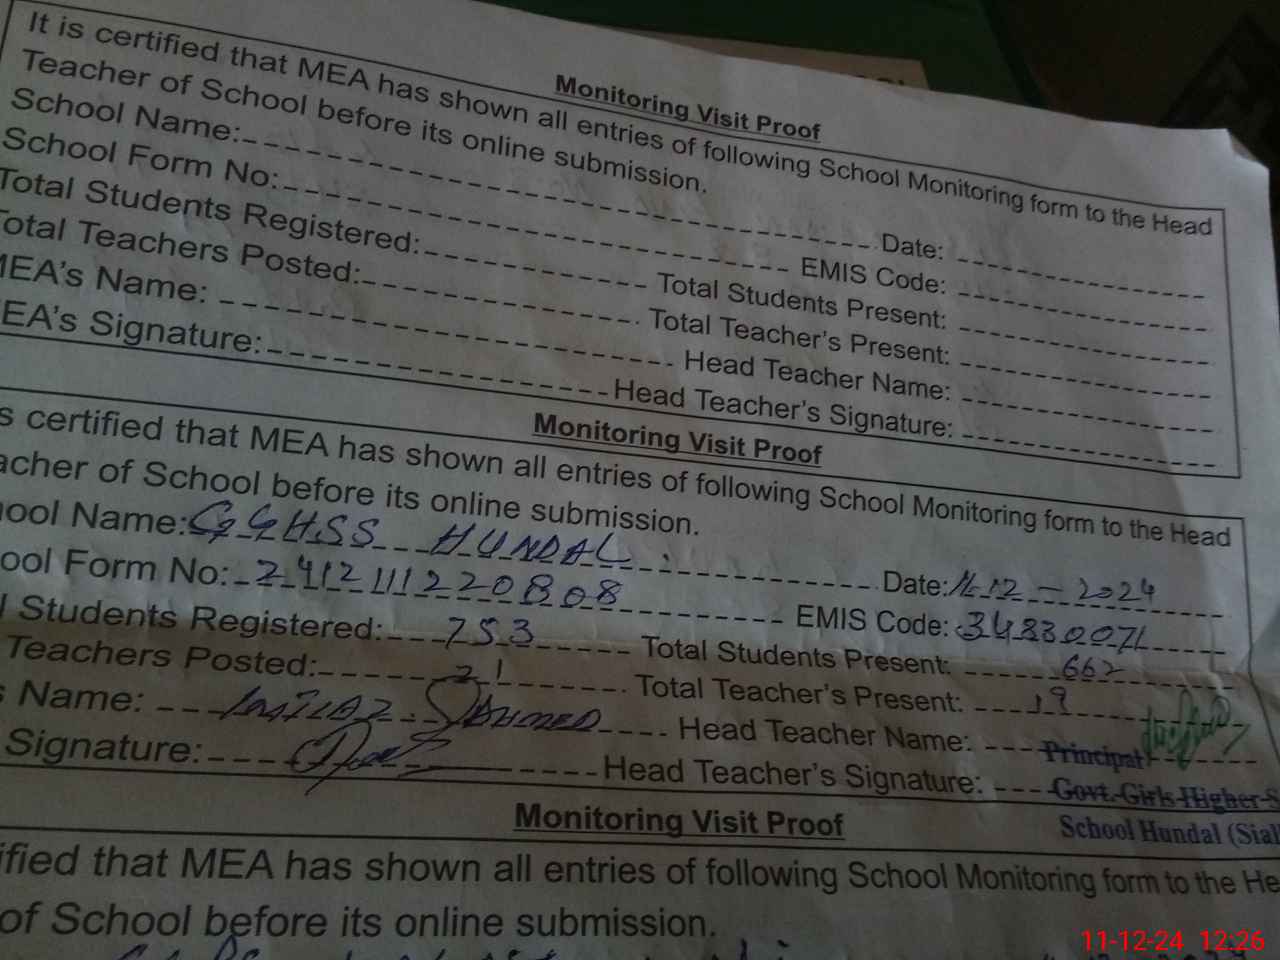 Monitoring Visit Proof
It is certified that MEA has shown all entries of following School Monitoring form to the Head
Teacher of School before its online submission.
School Name: Date:
School Form No: EMIS Code:
Total Students Registered: Total Students Present:
Total Teachers Posted: Total Teacher's Present:
MEA's Name: Head Teacher Name:
EA's Signature: Head Teacher's Signature:
Monitoring Visit Proof
s certified that MEA has shown all entries of following School Monitoring form to the Head
acher of School before its online submission.
ool Name: GGHSS HUNDAL Date: 11-12-2024
ool Form No: 2412111220808 EMIS Code: 34330071
l Students Registered: 753 Total Students Present: 662
Teachers Posted: 21 Total Teacher's Present: 19
s Name: AHMED Head Teacher Name:
Signature: Head Teacher's Signature:
Principal
Govt. Girls Higher S
School Hundal (Sial
Monitoring Visit Proof
ified that MEA has shown all entries of following School Monitoring form to the He
of School before its online submission.
11-12-24 12:26